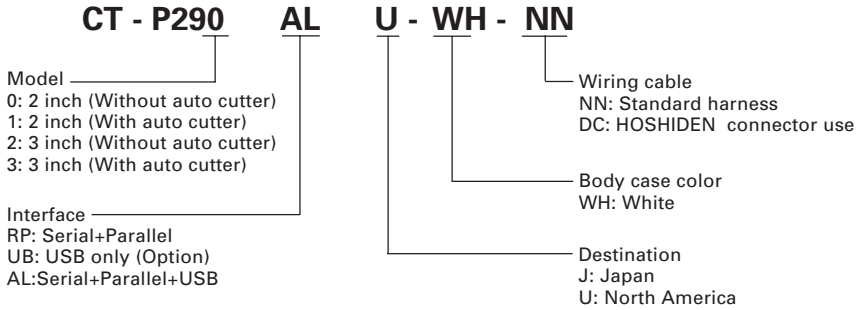 CT - P290 AL U - WH - NN
Model
0: 2 inch (Without auto cutter)
1: 2 inch (With auto cutter)
2: 3 inch (Without auto cutter)
3: 3 inch (With auto cutter)
Interface
RP: Serial+Parallel
UB: USB only (Option)
AL:Serial+Parallel+USB
Wiring cable
NN: Standard harness
DC: HOSHIDEN connector use
Body case color
WH: White
Destination
J: Japan
U: North America